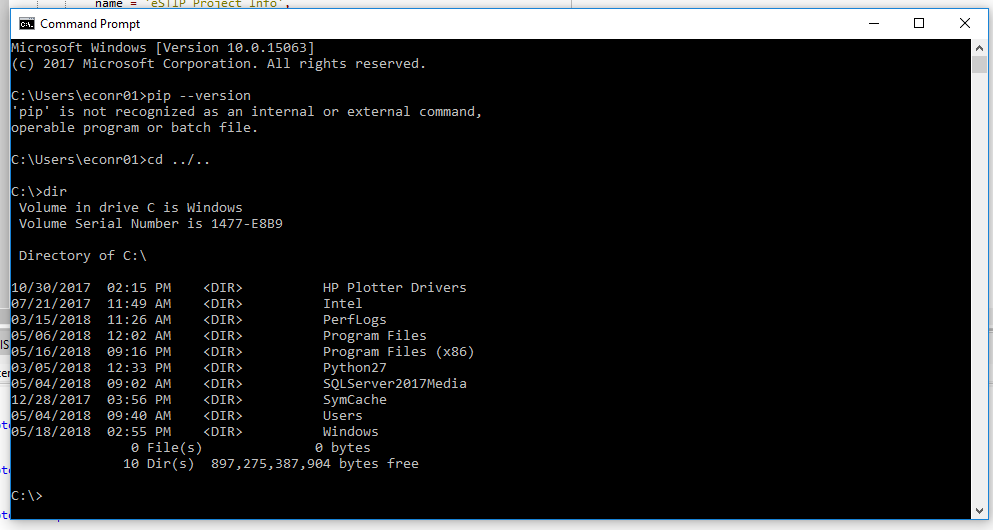 name = 'eSTIP Project Info',
Command Prompt
Microsoft Windows [Version 10.0.15063]
(c) 2017 Microsoft Corporation. All rights reserved.
C:\Users\econr01>pip --version
'pip' is not recognized as an internal or external command,
operable program or batch file.
C:\Users\econr01>cd ../..
C:\>dir
Volume in drive C is Windows
Volume Serial Number is 1477-E8B9
Directory of C:\
10/30/2017 02:15 PM <DIR> HP Plotter Drivers
07/21/2017 11:49 AM <DIR> Intel
03/15/2018 11:26 AM <DIR> PerfLogs
05/06/2018 12:02 AM <DIR> Program Files
05/16/2018 09:16 PM <DIR> Program Files (x86)
03/05/2018 12:33 PM <DIR> Python27
05/04/2018 09:02 AM <DIR> SQLServer2017Media
12/28/2017 03:56 PM <DIR> SymCache
05/04/2018 09:40 AM <DIR> Users
05/18/2018 02:55 PM <DIR> Windows
0 File(s) 0 bytes
10 Dir(s) 897,275,387,904 bytes free
C:\>